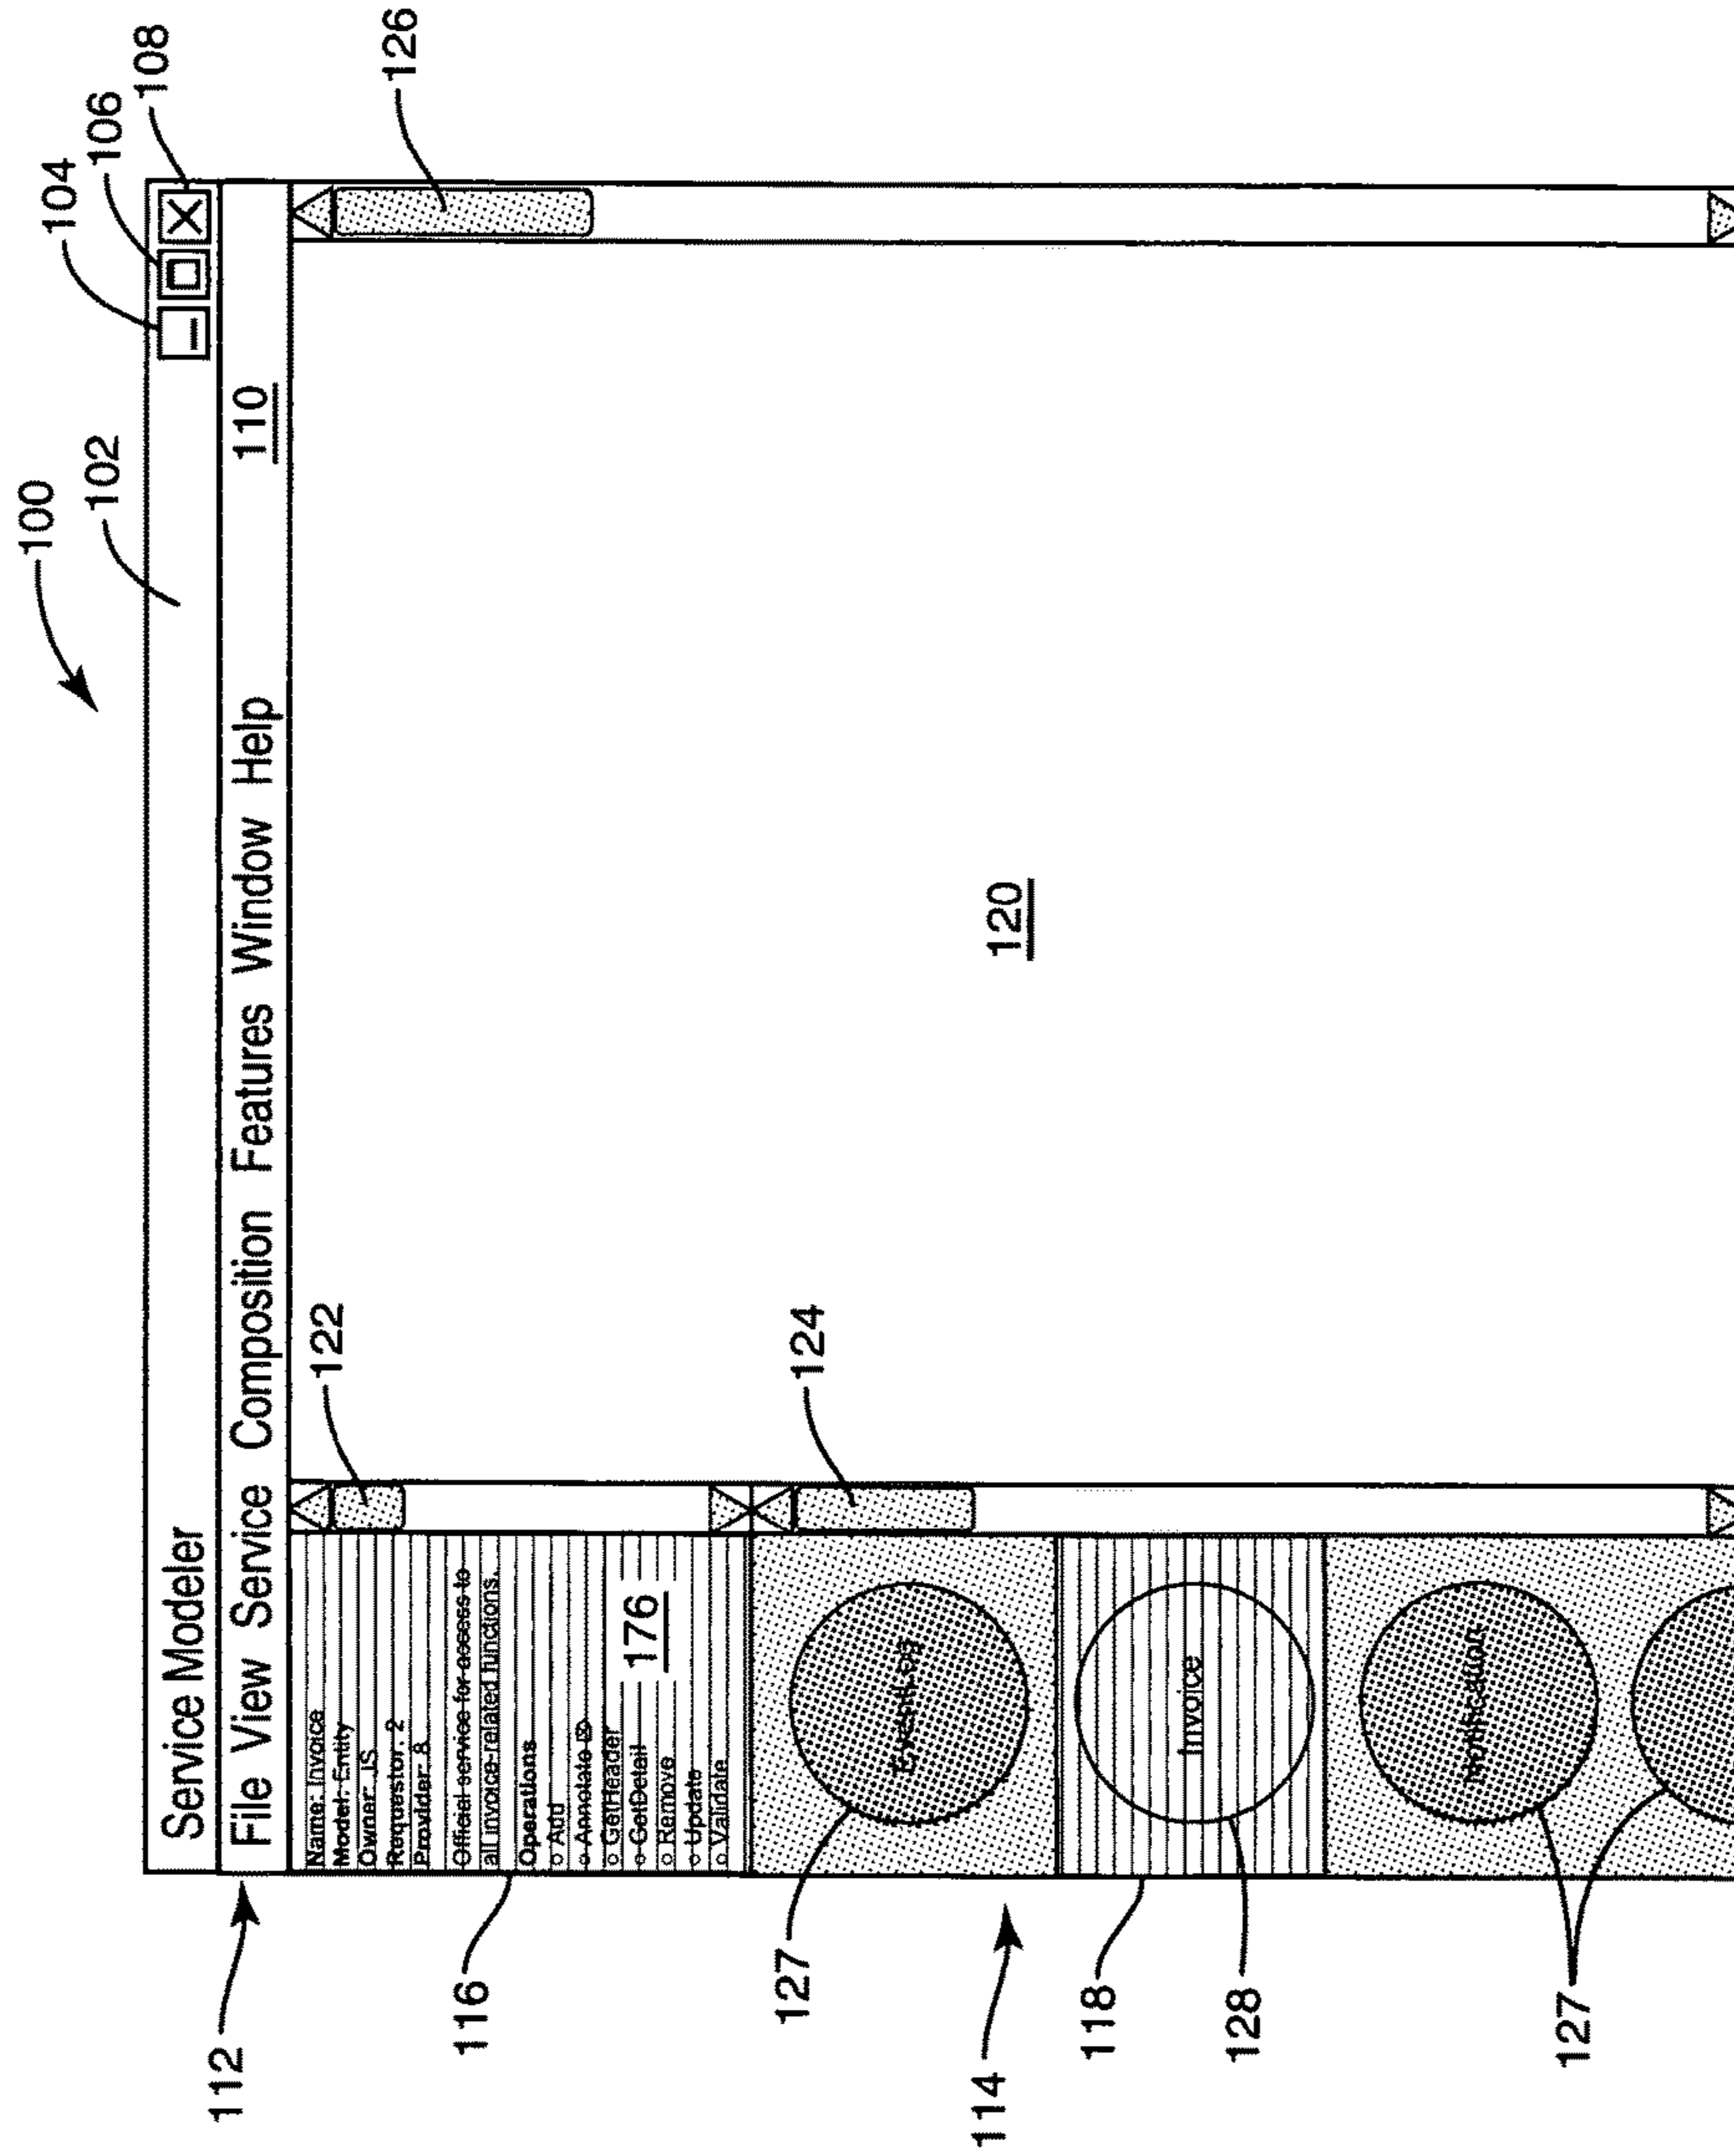 100
102
104
106
108
Service Modeler
112
File View Service Composition Features Window Help
110
122
126
116
Name: Invoice
Model: Entity
Owner: JS
Requestor: 2
Provider: 8
Official service for access to
all invoice-related functions.
Operations
o Add
o Annotate
o GetHeader
o GetDetail
o Remove
o Update
o Validate
176
127
EventLog
124
114
120
118
Invoice
128
Notification
127